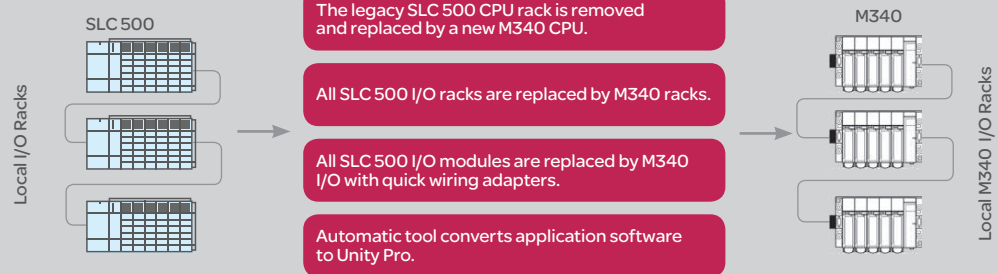 SLC 500
Local I/O Racks
The legacy SLC 500 CPU rack is removed
and replaced by a new M340 CPU.
All SLC 500 I/O racks are replaced by M340 racks.
All SLC 500 I/O modules are replaced by M340
I/O with quick wiring adapters.
Automatic tool converts application software
to Unity Pro.
M340
Local M340 I/O Racks